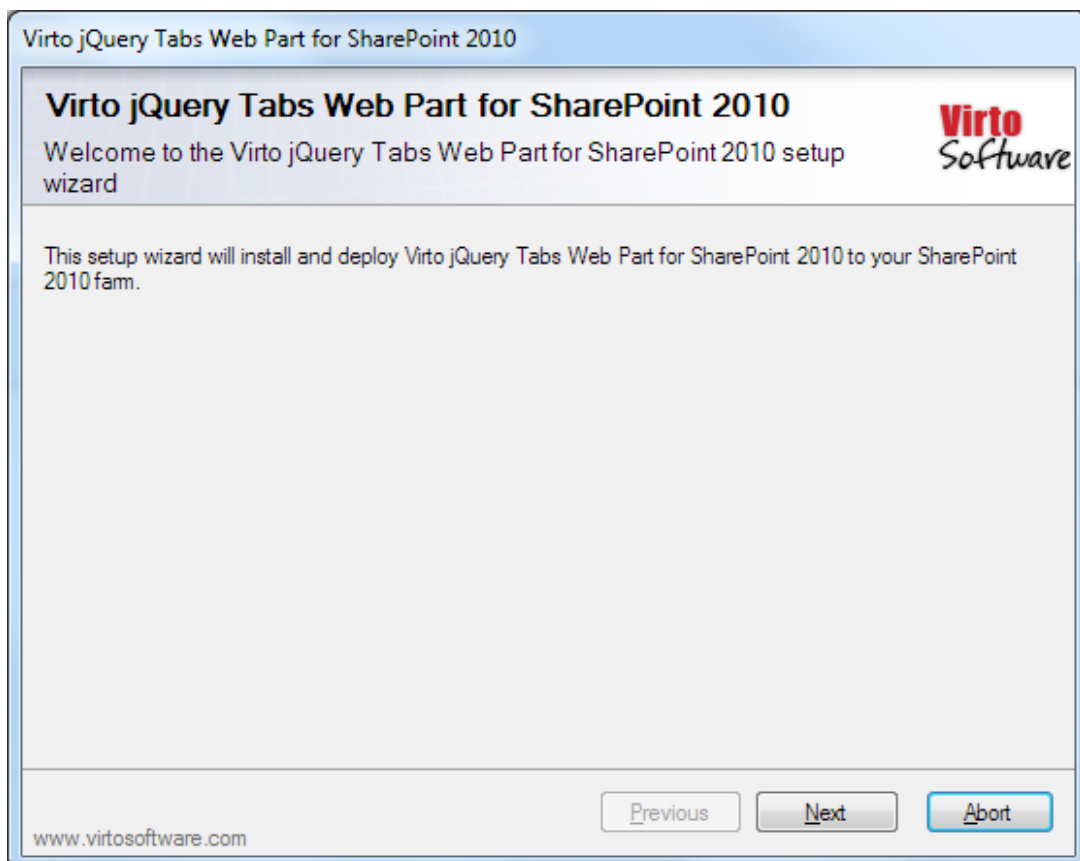 Virto jQuery Tabs Web Part for SharePoint 2010
Virto jQuery Tabs Web Part for SharePoint 2010
Welcome to the Virto jQuery Tabs Web Part for SharePoint 2010 setup
wizard
Virto
Software
This setup wizard will install and deploy Virto jQuery Tabs Web Part for SharePoint 2010 to your SharePoint
2010 farm.
Previous
Next
Abort
www.virtosoftware.com